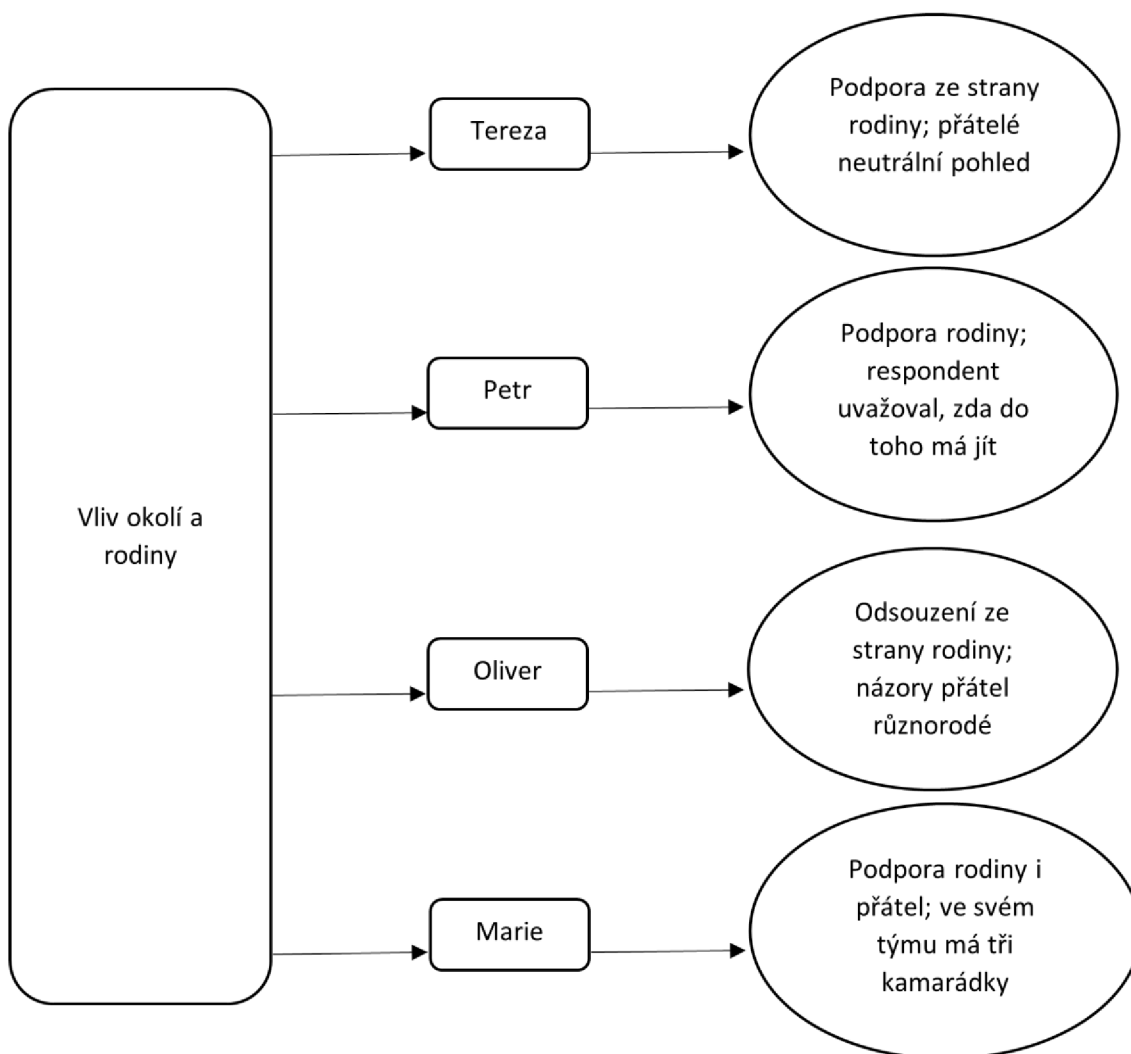 Vliv okolí a
rodiny
Tereza
Podpora ze strany
rodiny; přátelé
neutrální pohled
Petr
Podpora rodiny;
respondent
uvažoval, zda do
toho má jít
Oliver
Odsouzení ze
strany rodiny;
názory přátel
různorodé
Marie
Podpora rodiny i
přátel; ve svém
týmu má tři
kamarádky